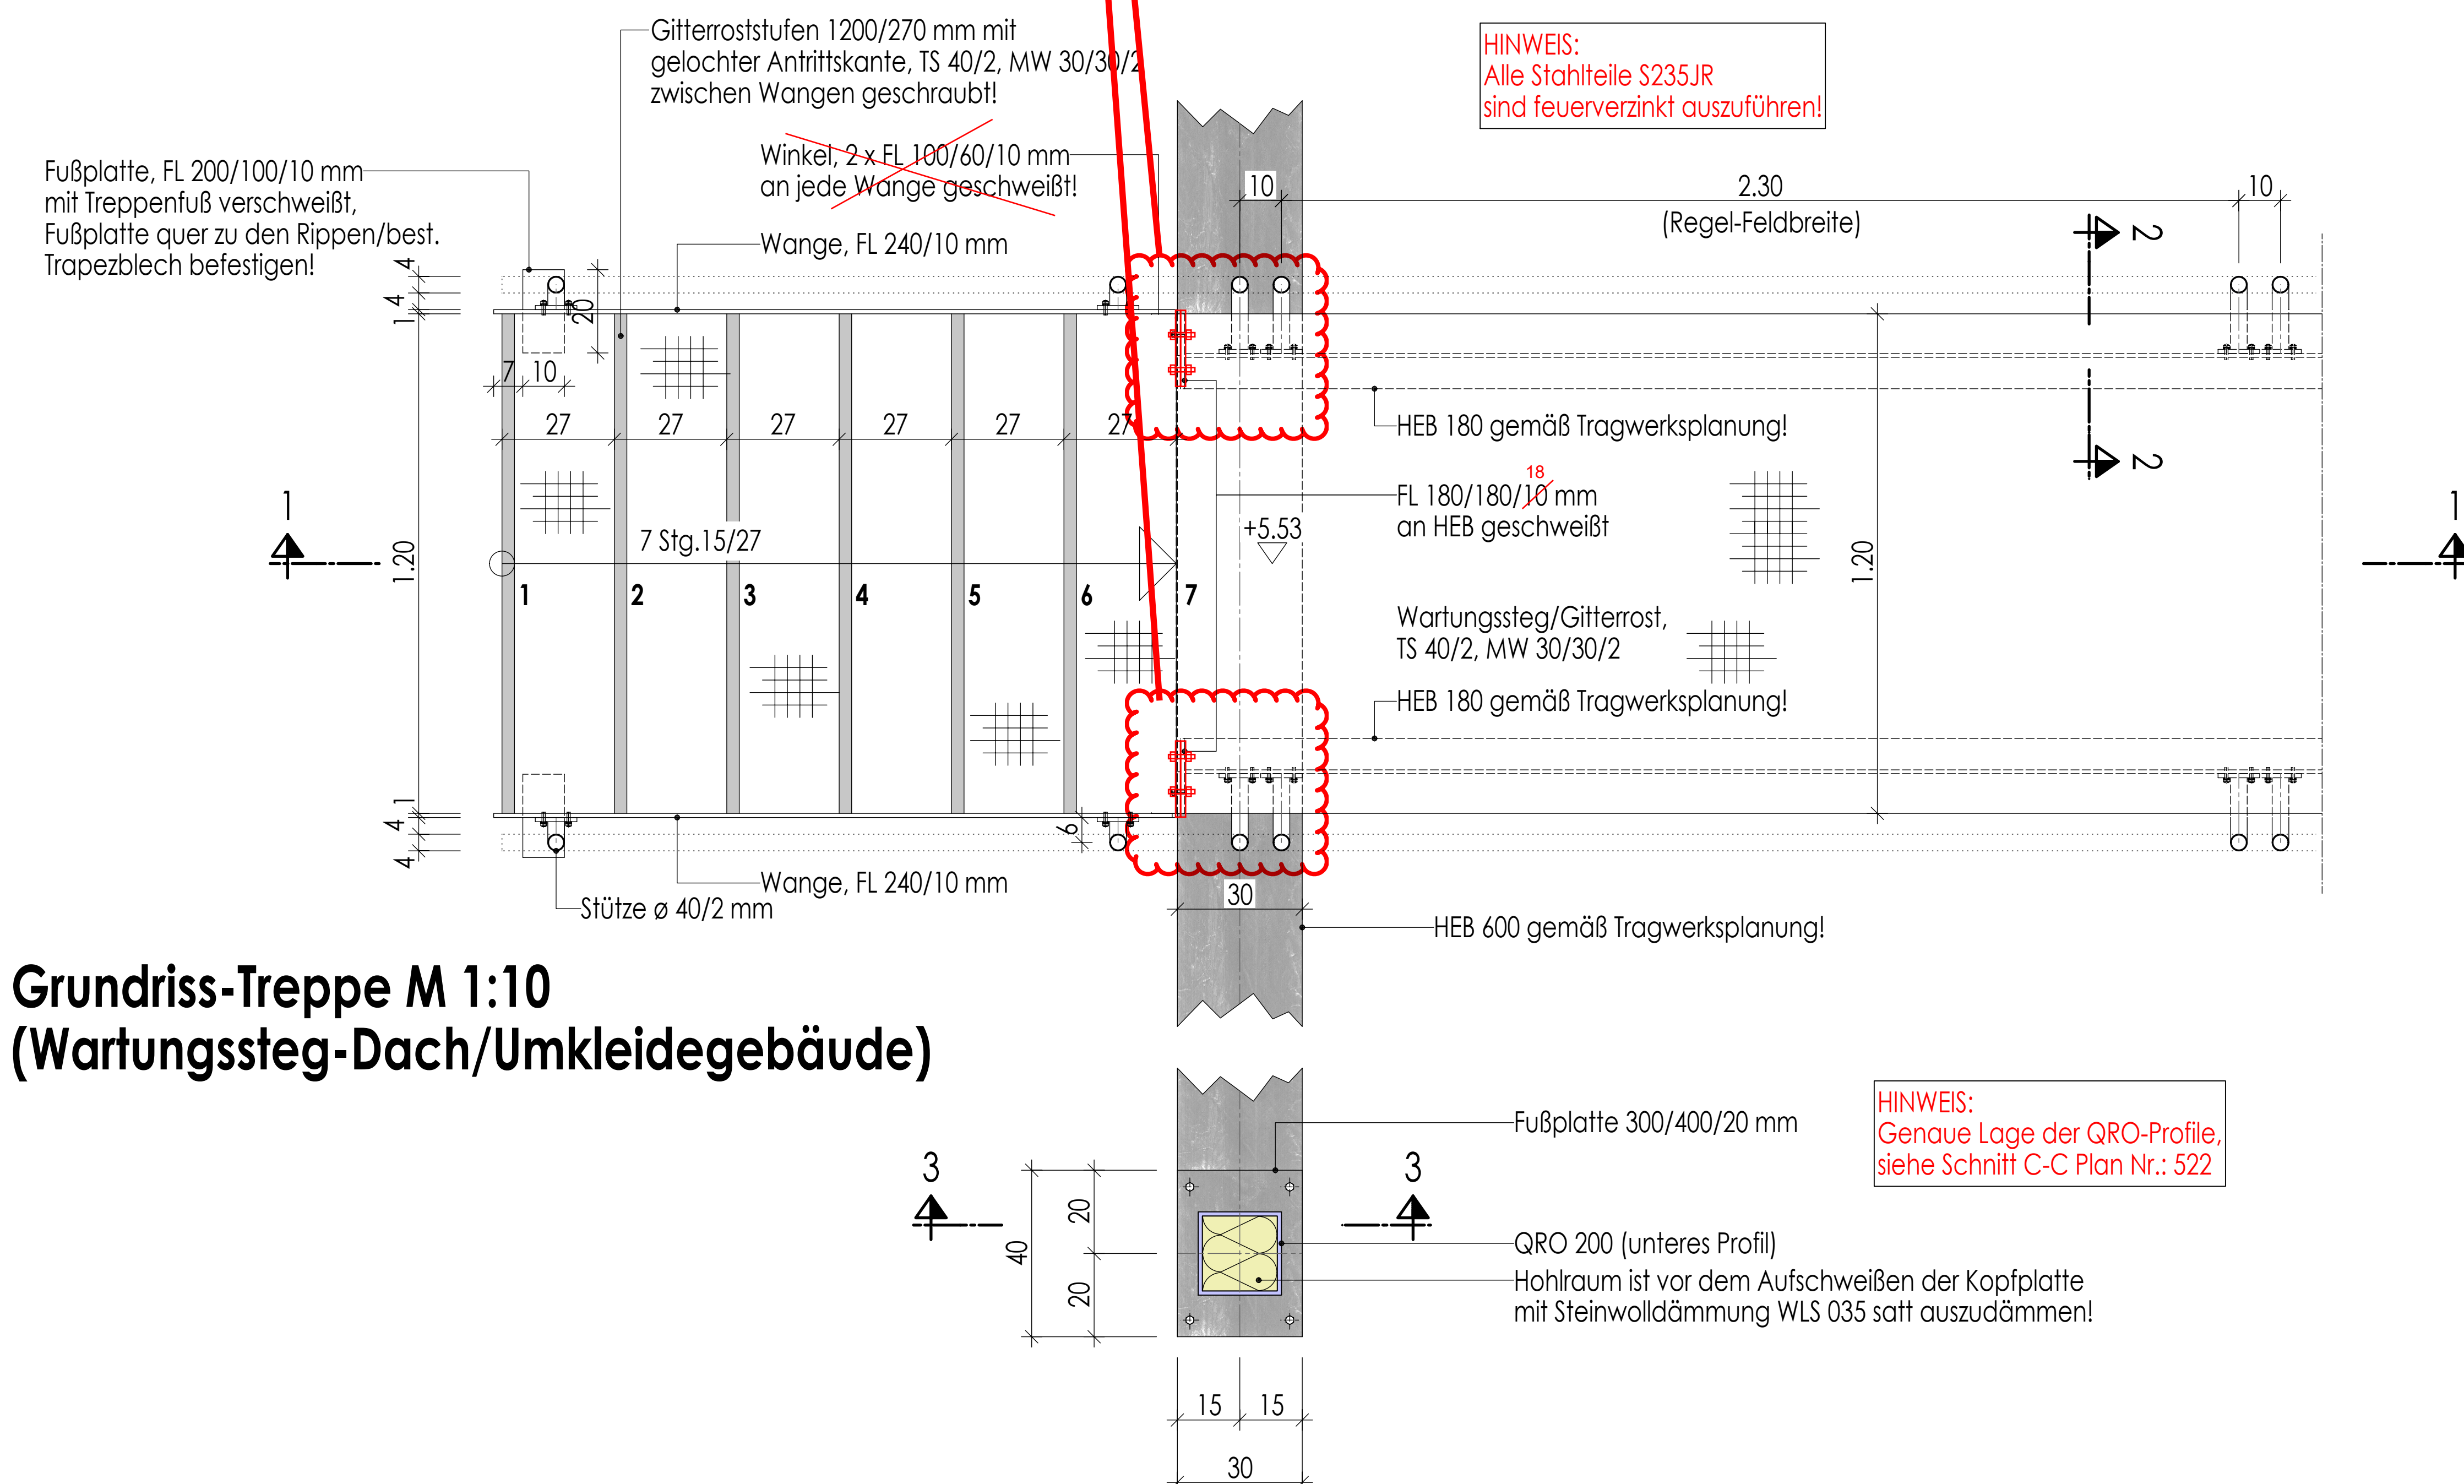 Gitterroststufen 1200/270 mm mit
gelochter Antrittskante, TS 40/2, MW 30/30/2
zwischen Wangen geschraubt!
HINWEIS:
Alle Stahlteile S235JR
sind feuerverzinkt auszuführen!
Winkel, 2 x FL 100/60/10 mm
an jede Wange geschweißt!
Fußplatte, FL 200/100/10 mm
mit Treppenfuß verschweißt,
Fußplatte quer zu den Rippen/best.
Trapezblech befestigen!
Wange, FL 240/10 mm
10
2.30
10
(Regel-Feldbreite)
2
2
4
4
1
20
7
10
27
27
27
27
27
27
HEB 180 gemäß Tragwerksplanung!
18
FL 180/180/10 mm
an HEB geschweißt
1
1
+5.53
7 Stg.15/27
1.20
1.20
1
2
3
4
5
6
7
Wartungssteg/Gitterrost,
TS 40/2, MW 30/30/2
HEB 180 gemäß Tragwerksplanung!
1
4
4
6
Wange, FL 240/10 mm
Stütze ø 40/2 mm
30
HEB 600 gemäß Tragwerksplanung!
Grundriss-Treppe M 1:10
(Wartungssteg-Dach/Umkleidegebäude)
Fußplatte 300/400/20 mm
HINWEIS:
Genaue Lage der QRO-Profile,
siehe Schnitt C-C Plan Nr.: 522
3
3
20
40
20
QRO 200 (unteres Profil)
Hohlraum ist vor dem Aufschweißen der Kopfplatte
mit Steinwolldämmung WLS 035 satt auszudämmen!
15
15
30